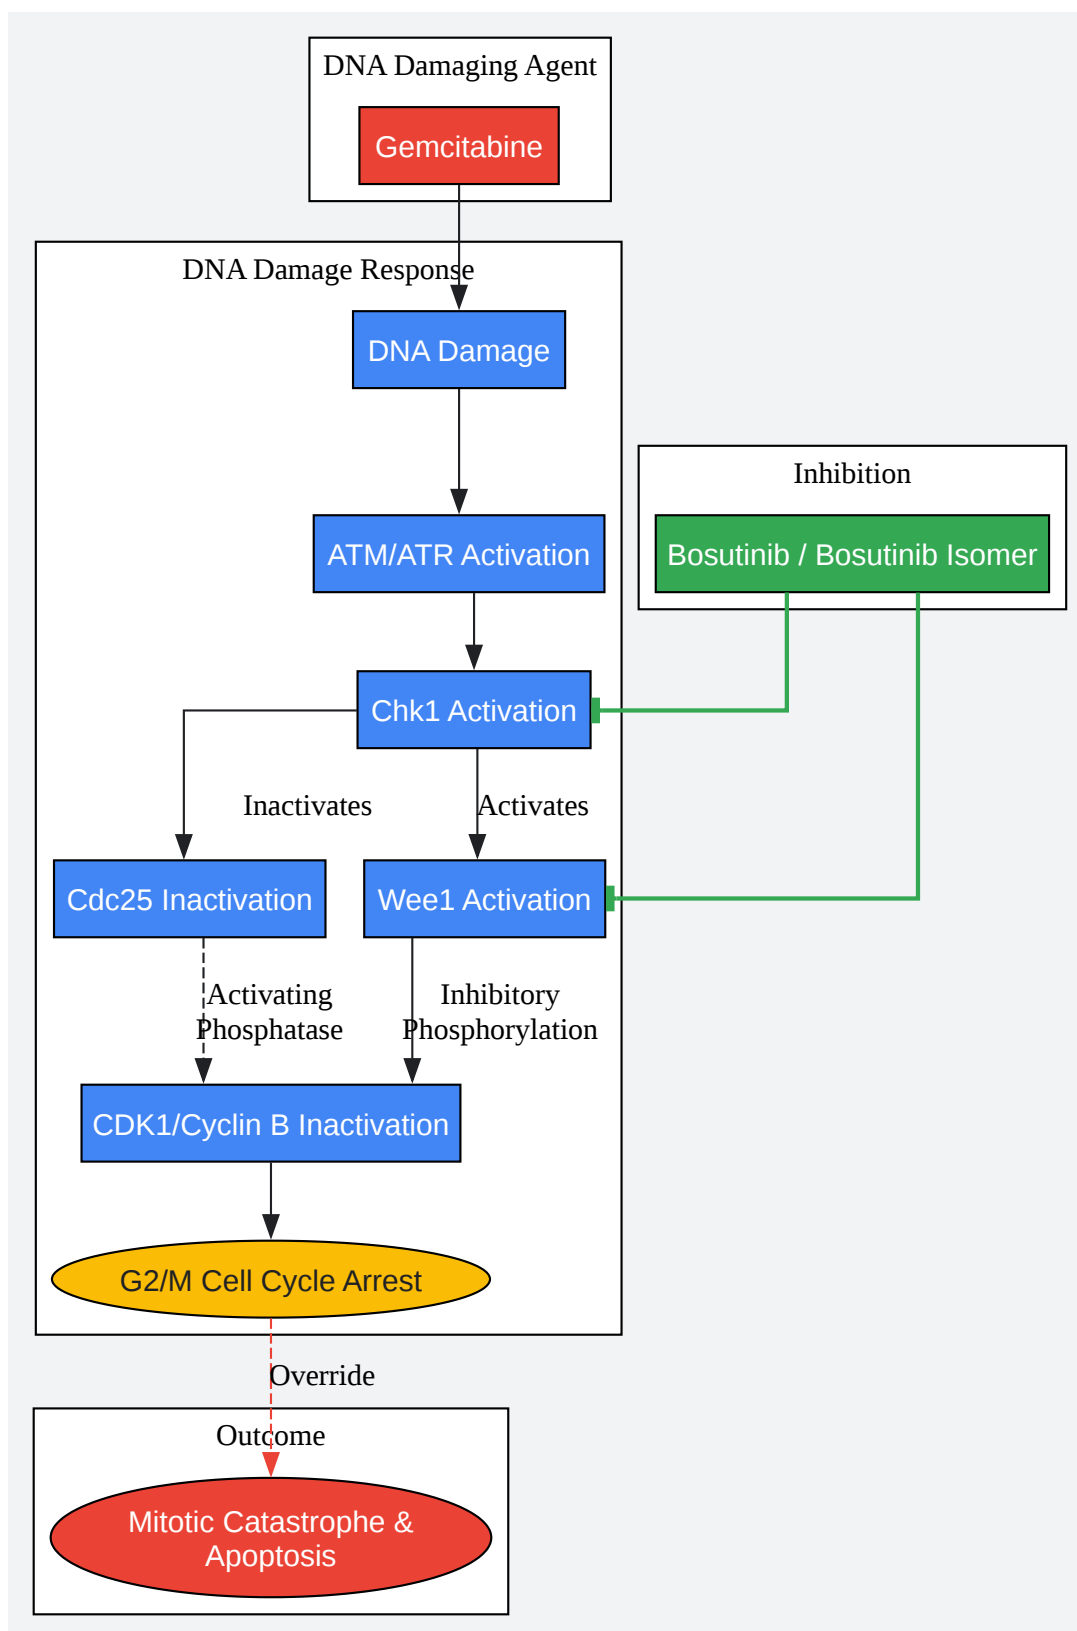 DNA Damaging Agent
Gemcitabine
DNA Damage Response
DNA Damage
Inhibition
ATM/ATR Activation
Bosutinib / Bosutinib Isomer
Chk1 Activation
Inactivates
Activates
Cdc25 Inactivation
Wee1 Activation
Activating
Phosphatase
Inhibitory
Phosphorylation
CDK1/Cyclin B Inactivation
G2/M Cell Cycle Arrest
Override
Outcome
Mitotic Catastrophe &
Apoptosis